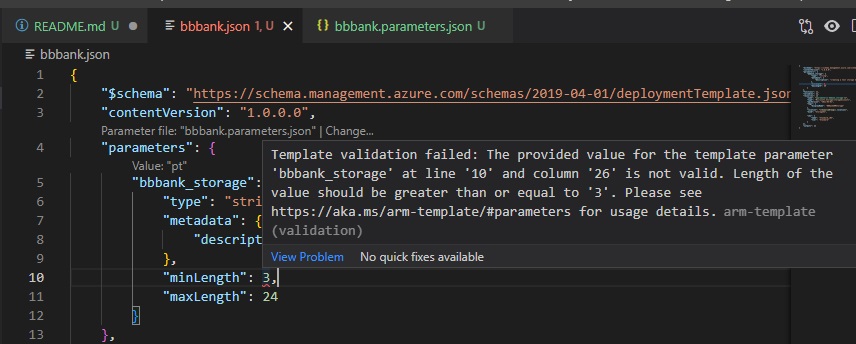 README.md U
bbbank.json 1, U
bbbank.parameters.json U
bbbank.json
1 {
2 "$schema": "https://schema.management.azure.com/schemas/2019-04-01/deploymentTemplate.json
3 "contentVersion": "1.0.0.0",
Parameter file: "bbbank.parameters.json" | Change...
4 "parameters": {
Value: "pt"
5 "bbbank_storage":
6 "type": "stri
7 "metadata": {
8 "descript
9 },
10 "minLength": 3,
11 "maxLength": 24
12 }
13 },
Template validation failed: The provided value for the template parameter
'bbbank_storage' at line '10' and column '26' is not valid. Length of the
value should be greater than or equal to '3'. Please see
https://aka.ms/arm-template/#parameters for usage details. arm-template
(validation)
View Problem No quick fixes available